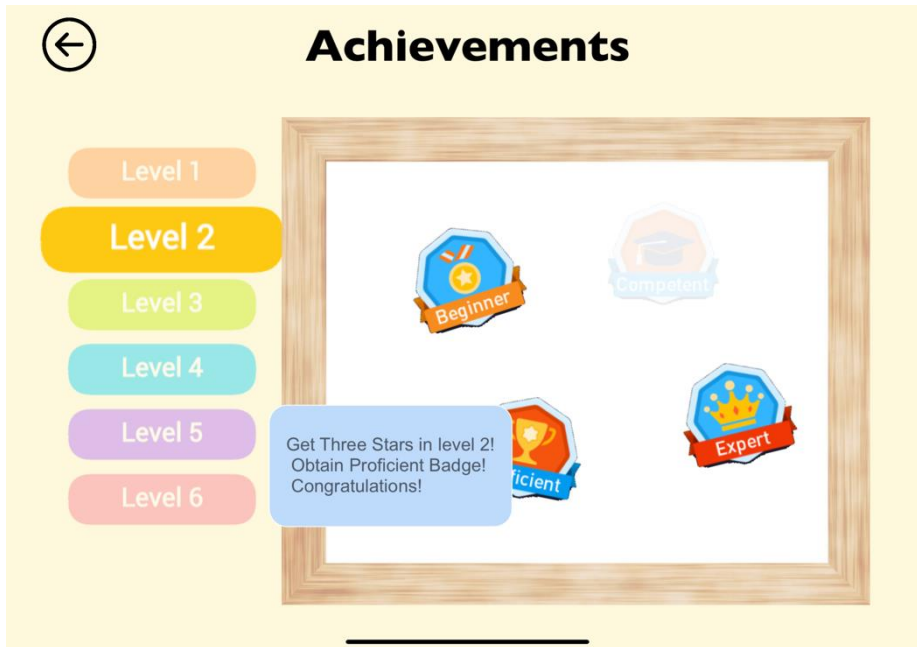 Achievements
Level 1
Level 2
Level 3
Level 4
Level 5
Level 6
Beginner
Competent
Expert
ficient
Get Three Stars in level 2!
Obtain Proficient Badge!
Congratulations!